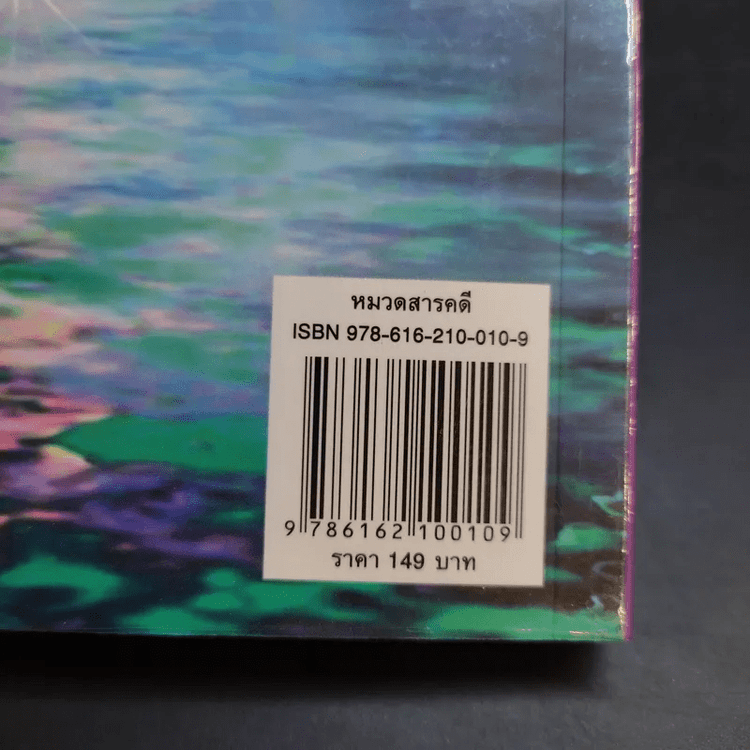 หมวดสารคดี
ISBN 978-616-210-010-9
9 786162 100109
ราคา 149 บาท